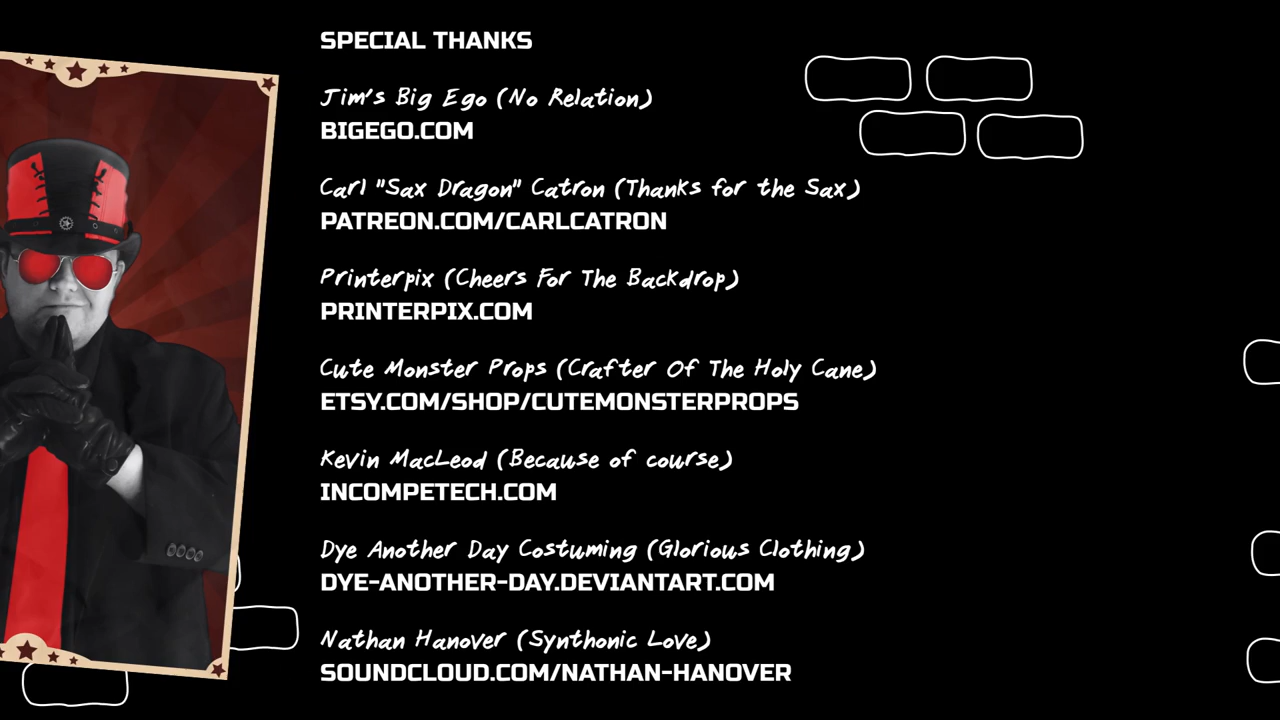 SPECIAL THANKS
Jim's Big Ego (No Relation)
BIGEGO.COM
Carl "Sax Dragon" Catron (Thanks for the Sax)
PATREON.COM/CARLCATRON
Printerpix (Cheers For The Backdrop)
PRINTERPIX.COM
Cute Monster Props (Crafter Of The Holy Cane)
ETSY.COM/SHOP/CUTEMONSTERPROPS
Kevin MacLeod (Because of course)
INCOMPETECH.COM
Dye Another Day Costuming (Glorious Clothing)
DYE-ANOTHER-DAY.DEVIANTART.COM
Nathan Hanover (Synthonic Love)
SOUNDCLOUD.COM/NATHAN-HANOVER